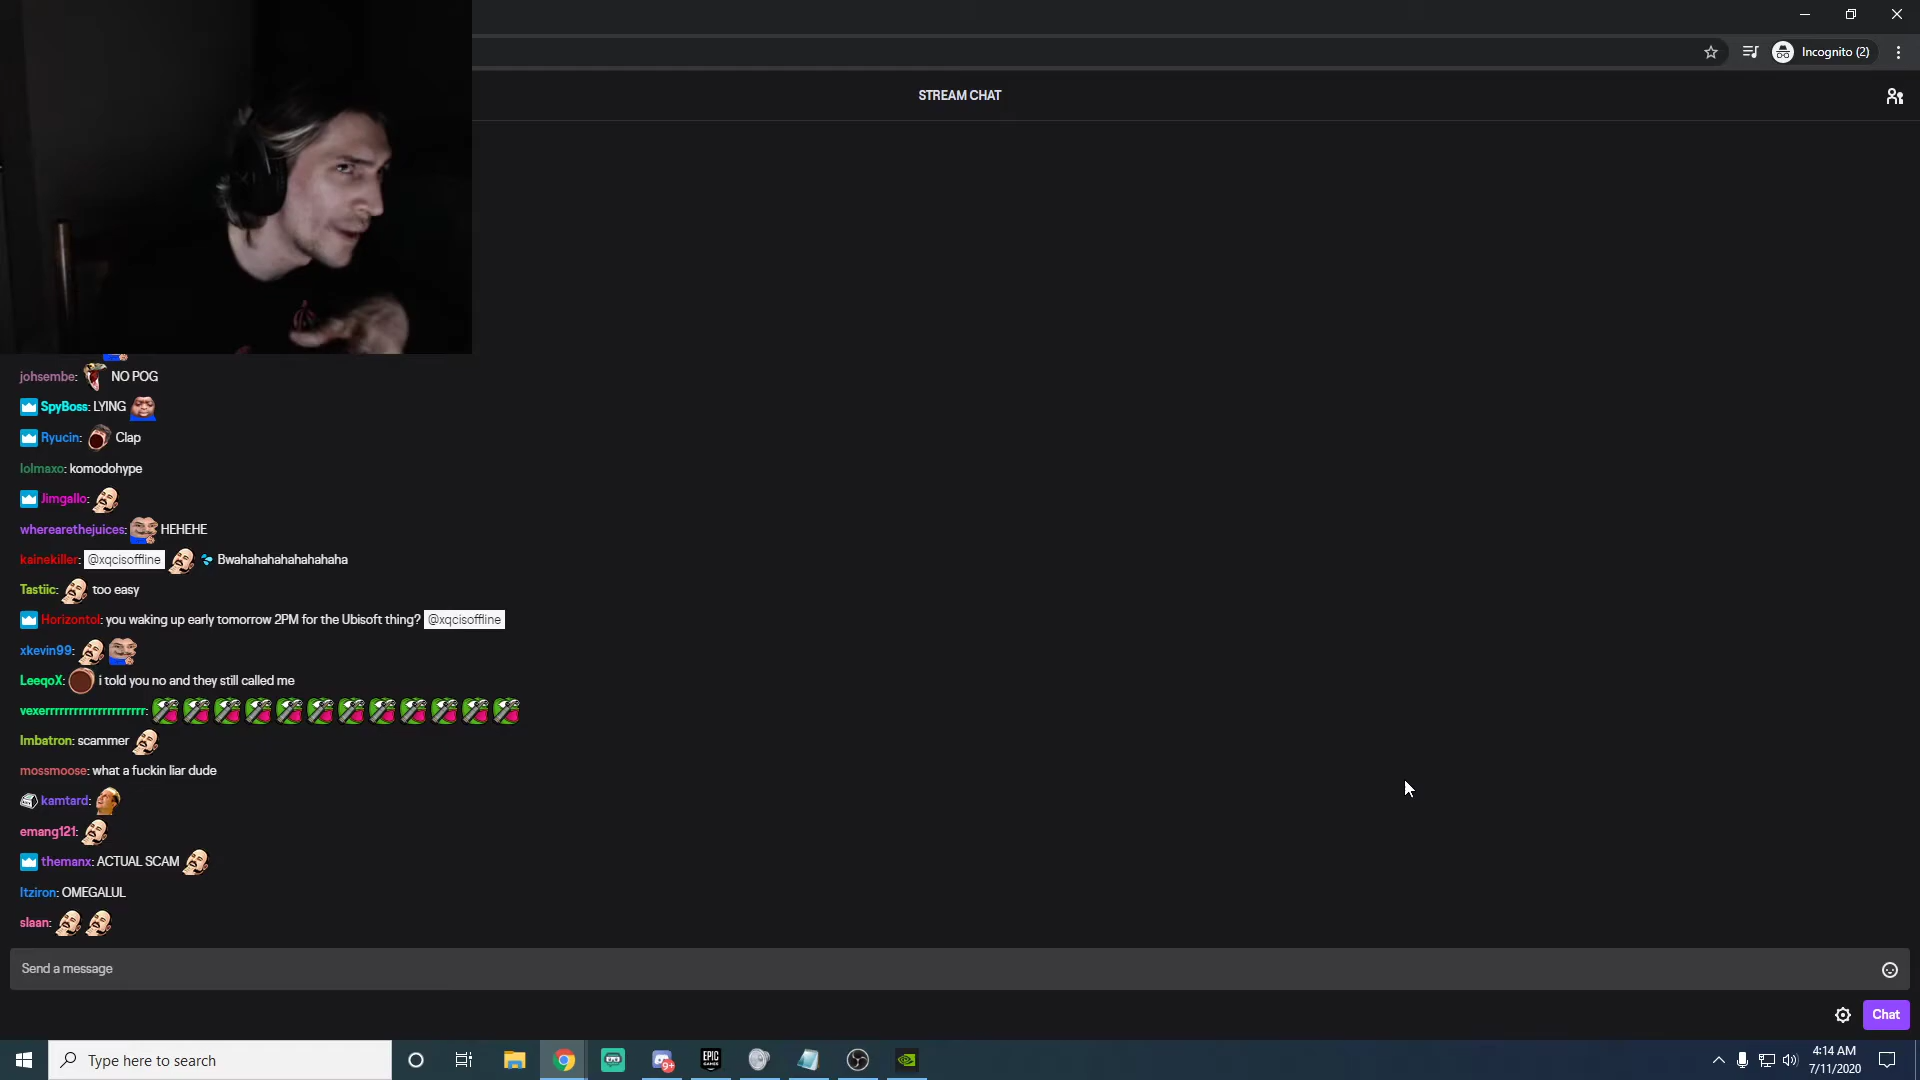 Incognito (2)
STREAM CHAT
johsembe: NO POG
SpyBoss: LYING
Ryucin: Clap
lolmaxo: komodohype
Jimgallo:
wherearethejuices: HEHEHE
kainekiller: @xqcisoffline Bwahahahahahahahaha
Tastiic: too easy
Horizontol: you waking up early tomorrow 2PM for the Ubisoft thing? @xqcisoffline
xkevin99:
LeeqoX: i told you no and they still called me
vexerrrrrrrrrrrrrrrrrrrrr:
Imbatron: scammer
mossmoose: what a fuckin liar dude
kamtard:
emang121:
themanx: ACTUAL SCAM
Itziron: OMEGALUL
slaan:
Send a message
Chat
Type here to search
9+
EPIC
GAMES
4:14 AM
7/11/2020